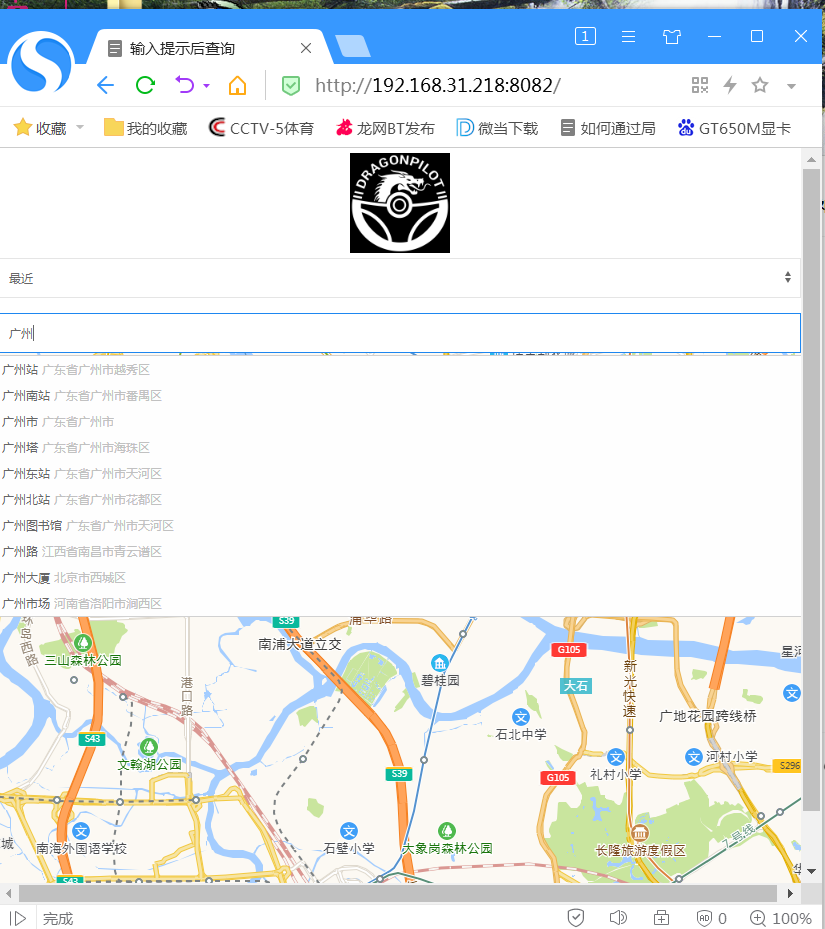 输入提示后查询
1
http://192.168.31.218:8082/
收藏 我的收藏 CCTV-5体育 龙网BT发布 微当下载 如何通过局 GT650M显卡
DRAGONPILOT
最近
广州
广州站 广东省广州市越秀区
广州南站 广东省广州市番禺区
广州市 广东省广州市
广州塔 广东省广州市海珠区
广州东站 广东省广州市天河区
广州北站 广东省广州市花都区
广州图书馆 广东省广州市天河区
广州路 江西省南昌市青云谱区
广州大厦 北京市西城区
广州市场 河南省洛阳市涧西区
S39
南浦大道立交
G105
三山森林公园
碧桂园
新光快速
大石
港口路
广地花园跨线桥
石北中学
S43
文翰湖公园
河村小学
S296
S39
G105
礼村小学
南海外国语学校
石壁小学
大象岗森林公园
长隆旅游度假区
7号线
S43
完成
AD 0
100%